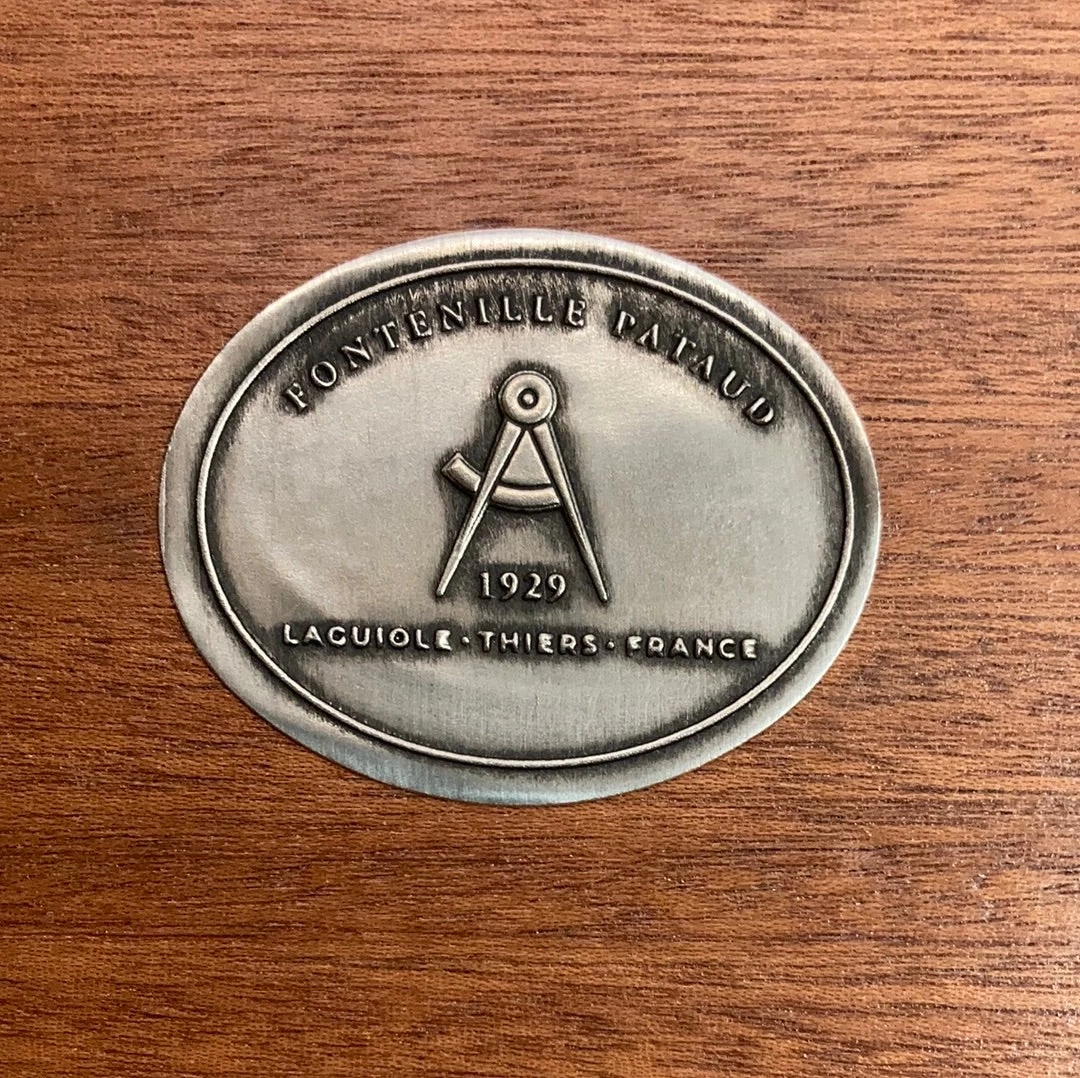 FONTENILLE PATAUD
1929
LAGUIOLE · THIERS · FRANCE